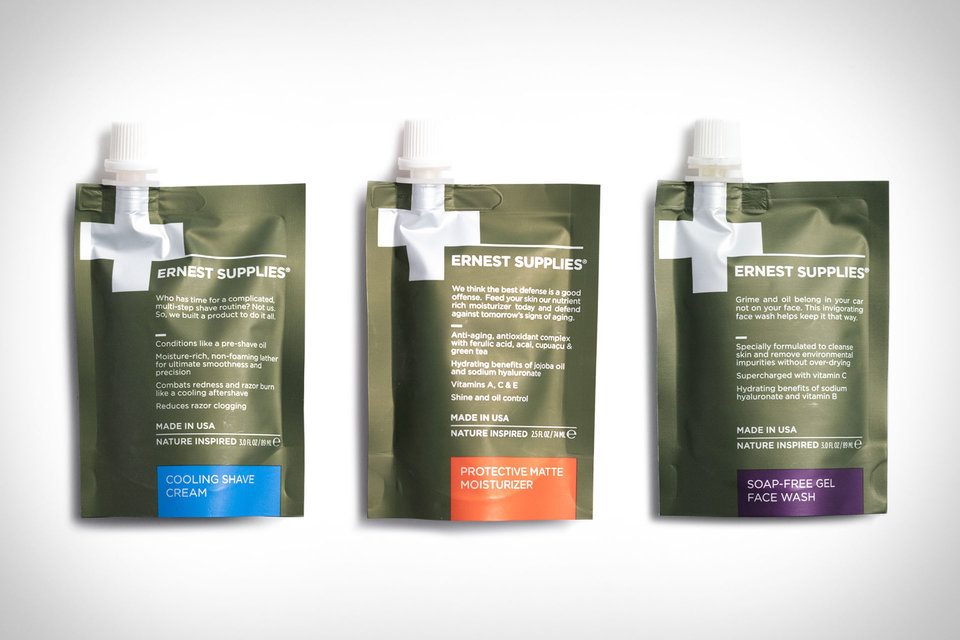 ERNEST SUPPLIES®
Who has time for a complicated,
multi-step shave routine? Not us.
So, we built a product to do it all.
Conditions like a pre-shave oil
Moisture-rich, non-foaming lather
for ultimate smoothness and
precision
Combats redness and razor burn
like a cooling aftershave
Reduces razor clogging
MADE IN USA
NATURE INSPIRED 3.0 FL OZ / 89 ML ℮
COOLING SHAVE
CREAM
ERNEST SUPPLIES®
We think the best defense is a good
offense. Feed your skin our nutrient
rich moisturizer today and defend
against tomorrow's signs of aging.
Anti-aging, antioxidant complex
with ferulic acid, acai, cupuaçu &
green tea
Hydrating benefits of jojoba oil
and sodium hyaluronate
Vitamins A, C & E
Shine and oil control
MADE IN USA
NATURE INSPIRED 2.5 FL OZ / 74 ML ℮
PROTECTIVE MATTE
MOISTURIZER
ERNEST SUPPLIES®
Grime and oil belong in your car
not on your face. This invigorating
face wash helps keep it that way.
Specially formulated to cleanse
skin and remove environmental
impurities without over-drying
Supercharged with vitamin C
Hydrating benefits of sodium
hyaluronate and vitamin B
MADE IN USA
NATURE INSPIRED 3.0 FL OZ / 89 ML ℮
SOAP-FREE GEL
FACE WASH